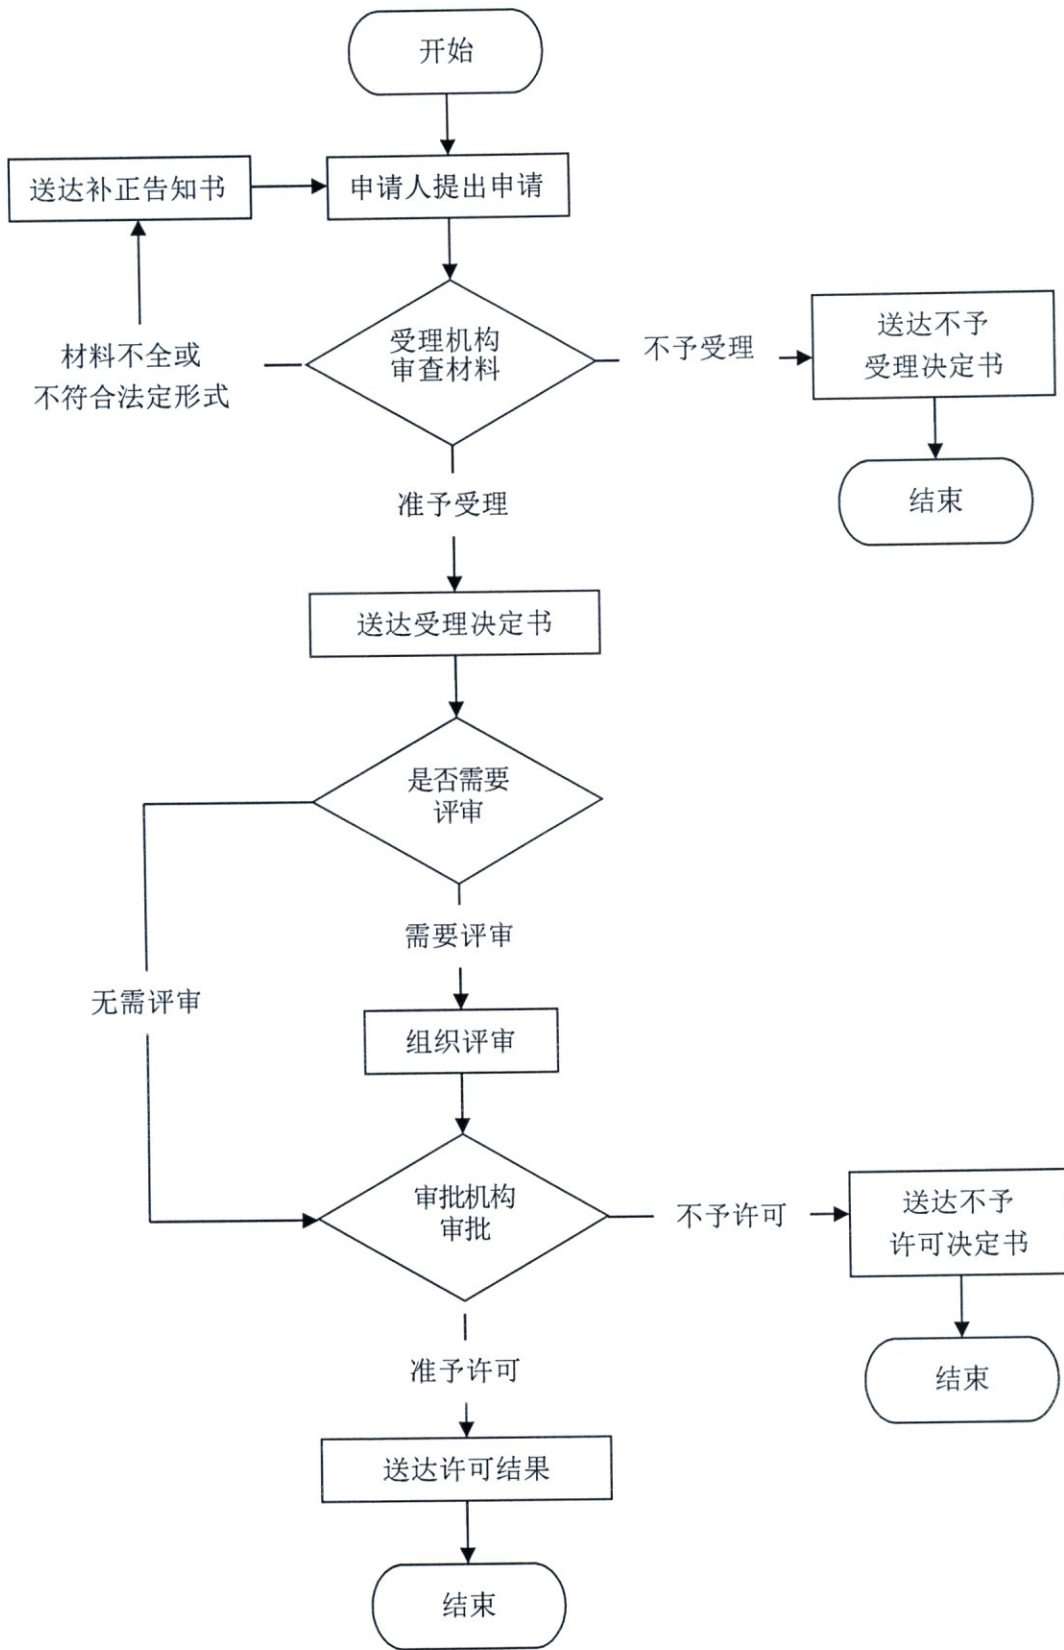 开始
送达补正告知书
申请人提出申请
受理机构
审查材料
材料不全或
不符合法定形式
不予受理
送达不予
受理决定书
结束
准予受理
送达受理决定书
是否需要
评审
需要评审
无需评审
组织评审
审批机构
审批
不予许可
送达不予
许可决定书
结束
准予许可
送达许可结果
结束